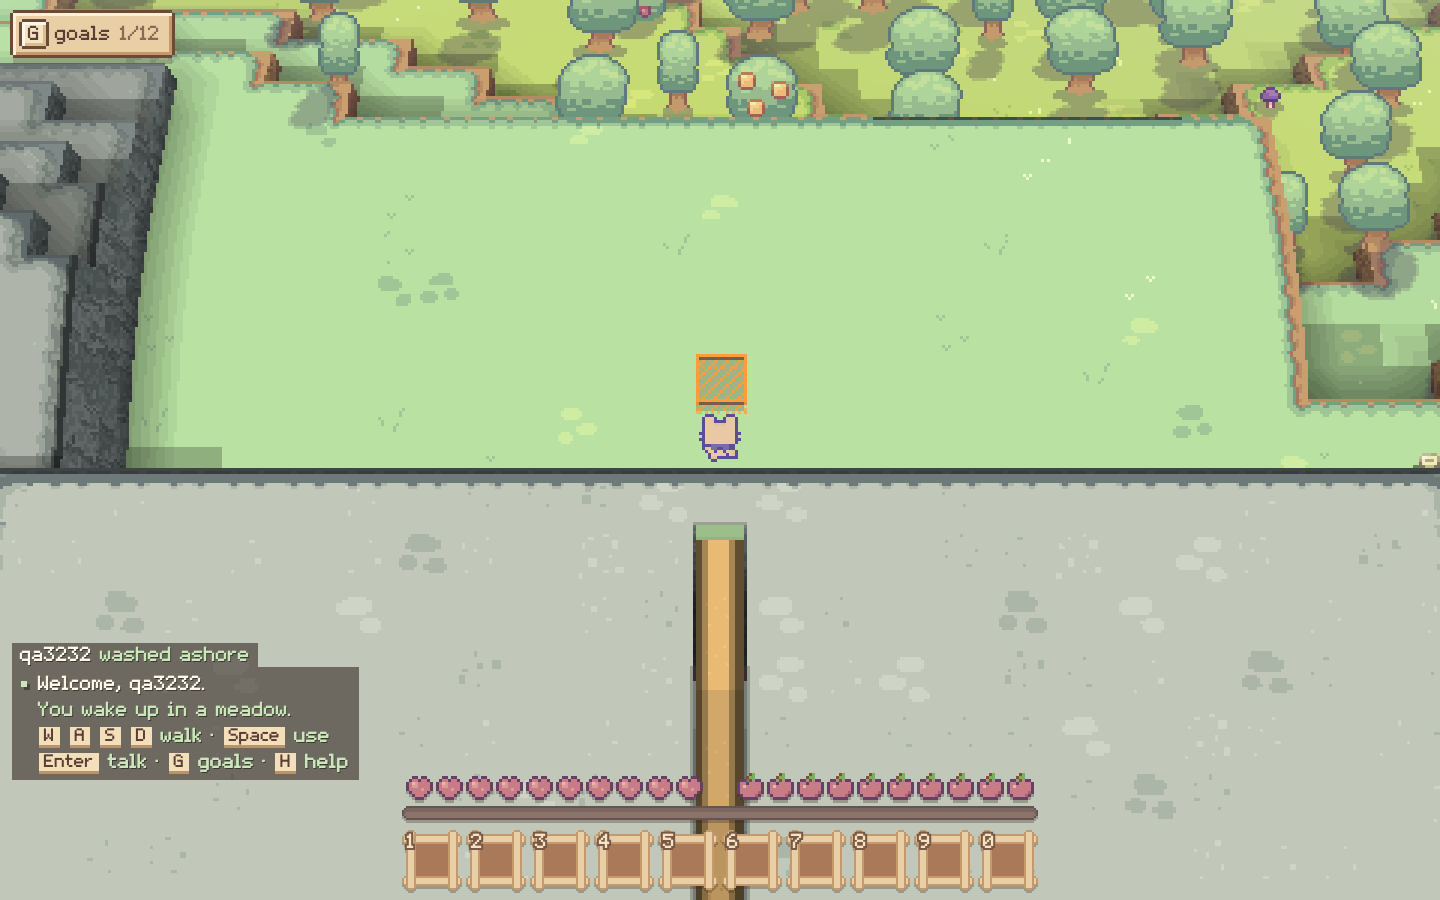 G goals 1/12
qa3232 washed ashore
Welcome, qa3232.
You wake up in a meadow.
W A S D walk · Space use
Enter talk · G goals · H help
1 2 3 4 5 6 7 8 9 0